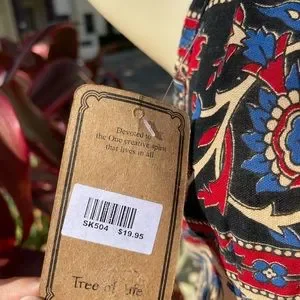 Devoted to
the One creative spirit
that lives in all
SK504 $19.95
Tree of life